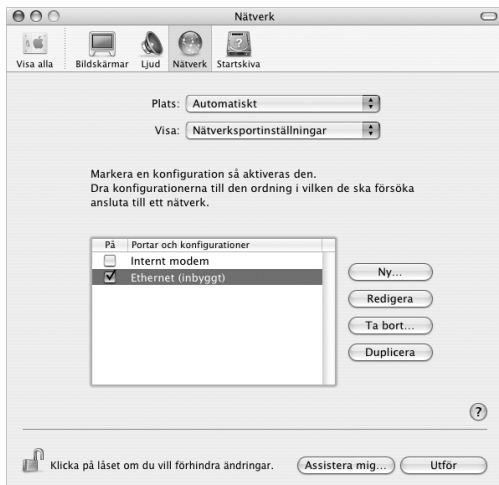 Nätverk
Visa alla Bildskärmar Ljud Nätverk Startskiva
Plats: Automatiskt
Visa: Nätverksportinställningar
Markera en konfiguration så aktiveras den.
Dra konfigurationerna till den ordning i vilken de ska försöka
ansluta till ett nätverk.
På Portar och konfigurationer
Internt modem
Ethernet (inbyggt)
Ny...
Redigera
Ta bort...
Duplicera
?
Klicka på låset om du vill förhindra ändringar. Assistera mig... Utför